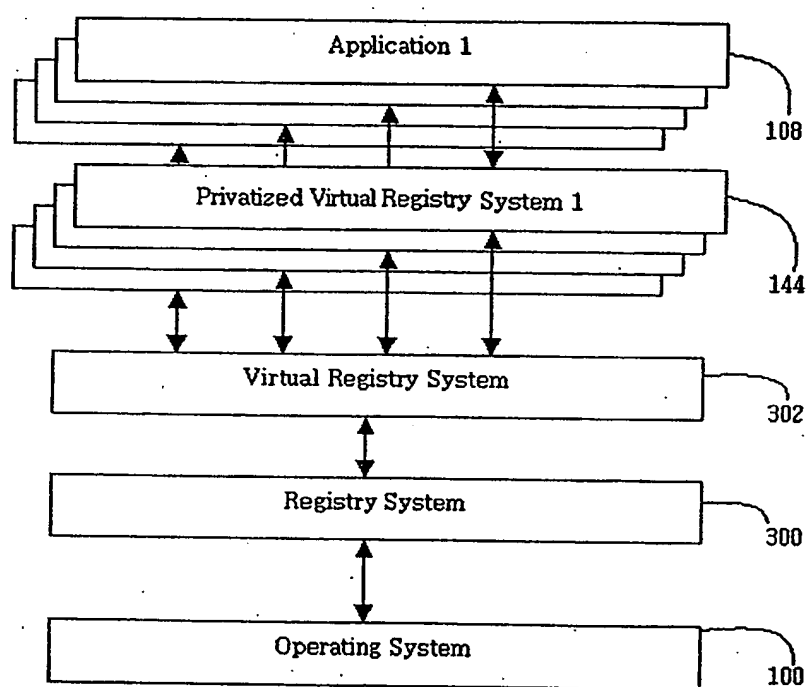 Application 1
108
Privatized Virtual Registry System 1
144
Virtual Registry System
302
Registry System
300
Operating System
100